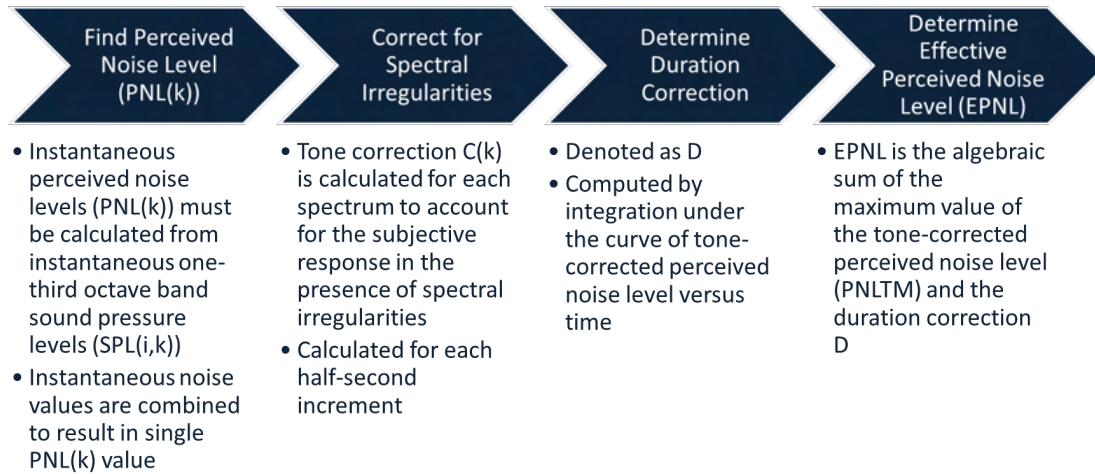 Find Perceived
Noise Level
(PNL(k))
Correct for
Spectral
Irregularities
Determine
Duration
Correction
Determine
Effective
Perceived Noise
Level (EPNL)
• Instantaneous
perceived noise
levels (PNL(k)) must
be calculated from
instantaneous one-
third octave band
sound pressure
levels (SPL(i,k))
• Instantaneous noise
values are combined
to result in single
PNL(k) value
• Tone correction C(k)
is calculated for each
spectrum to account
for the subjective
response in the
presence of spectral
irregularities
• Calculated for each
half-second
increment
• Denoted as D
• Computed by
integration under
the curve of tone-
corrected perceived
noise level versus
time
• EPNL is the algebraic
sum of the
maximum value of
the tone-corrected
perceived noise level
(PNLTM) and the
duration correction
D